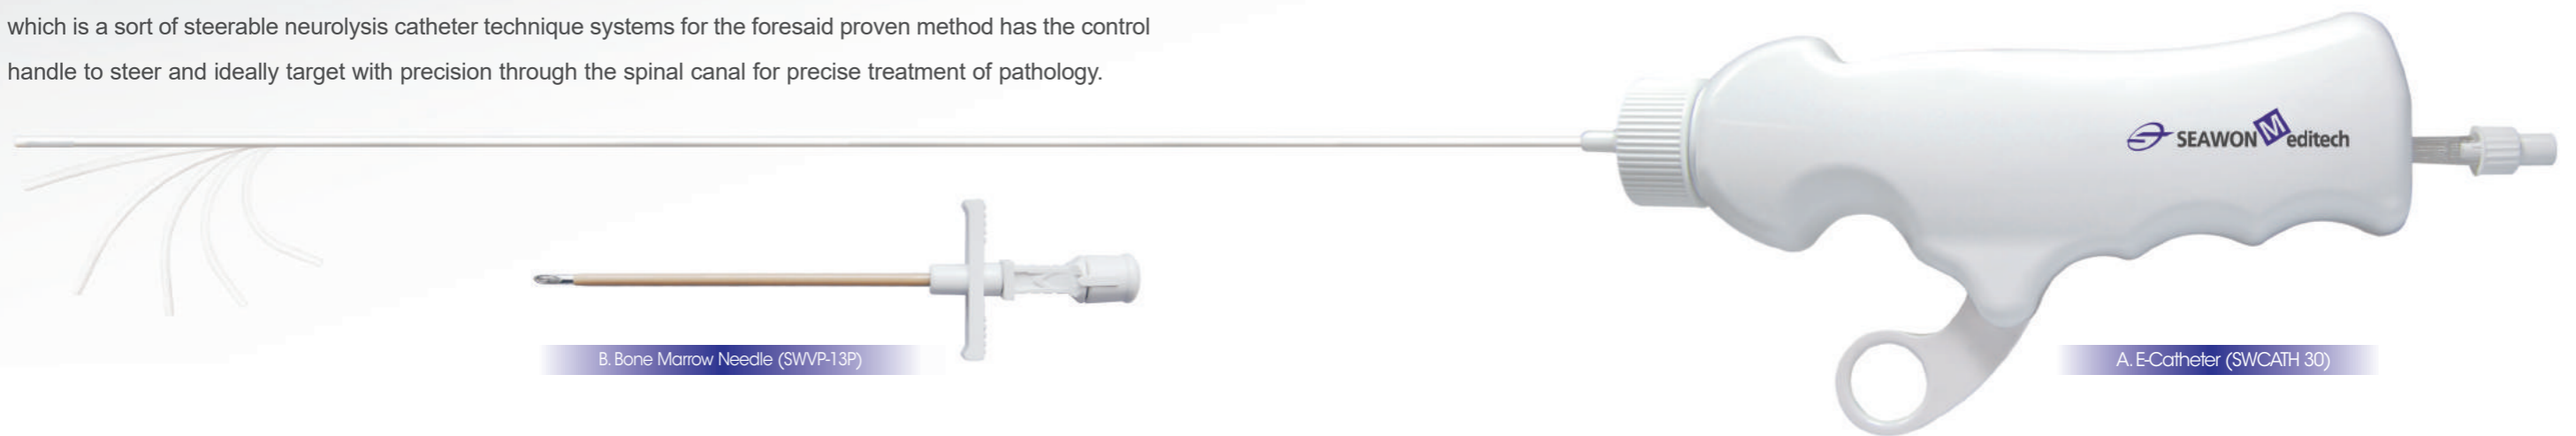 which is a sort of steerable neurolysis catheter technique systems for the foresaid proven method has the control
handle to steer and ideally target with precision through the spinal canal for precise treatment of pathology.
SEAWON Meditech
B. Bone Marrow Needle (SWVP-13P)
A. E-Catheter (SWCATH 30)